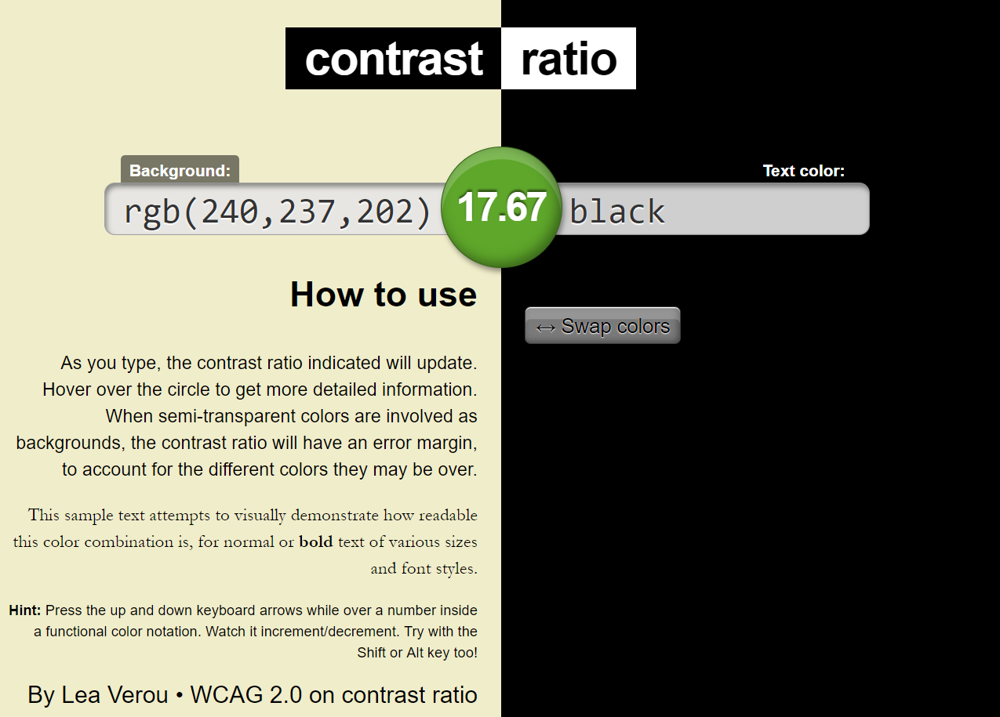 contrast ratio
Background:
Text color:
rgb(240,237,202)
17.67
black
How to use
↔ Swap colors
As you type, the contrast ratio indicated will update.
Hover over the circle to get more detailed information.
When semi-transparent colors are involved as
backgrounds, the contrast ratio will have an error margin,
to account for the different colors they may be over.
This sample text attempts to visually demonstrate how readable
this color combination is, for normal or bold text of various sizes
and font styles.
Hint: Press the up and down keyboard arrows while over a number inside
a functional color notation. Watch it increment/decrement. Try with the
Shift or Alt key too!
By Lea Verou • WCAG 2.0 on contrast ratio